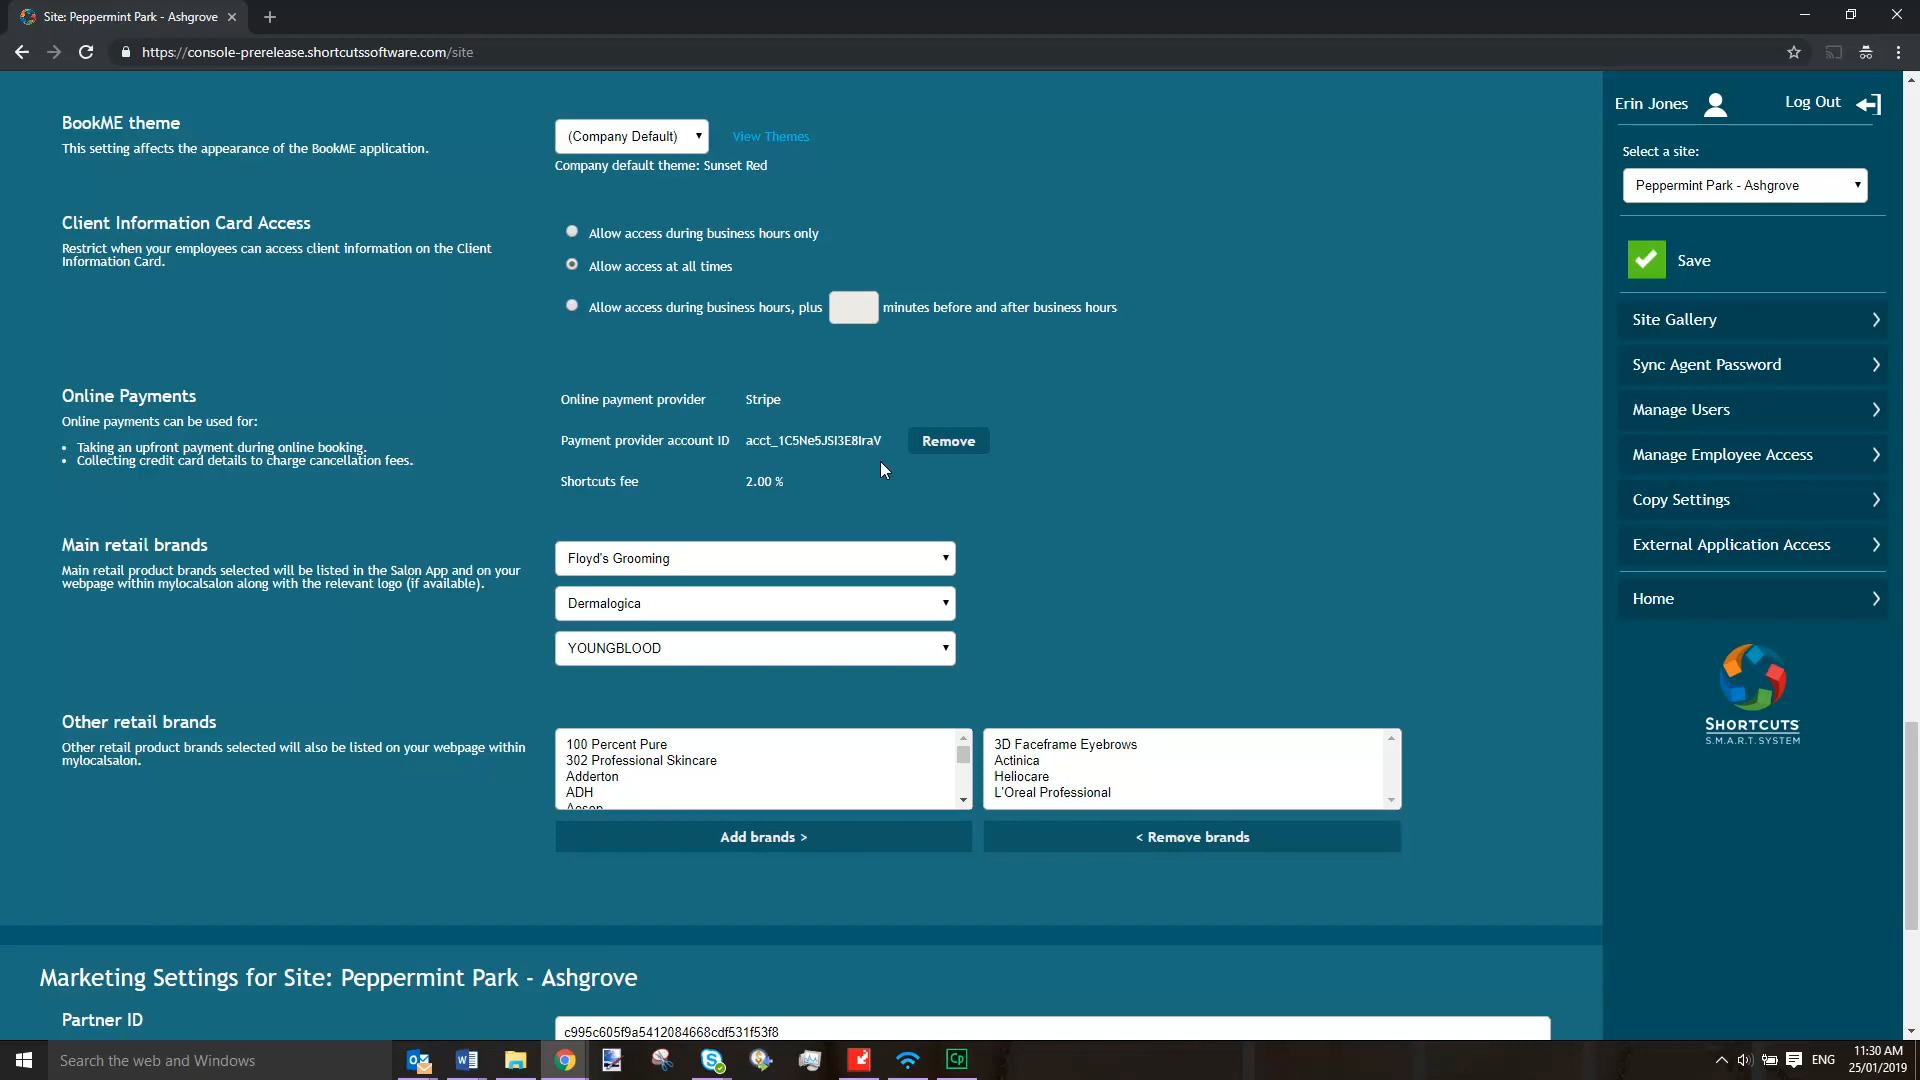 Site: Peppermint Park - Ashgrove
https://console-prerelease.shortcutssoftware.com/site
BookME theme
This setting affects the appearance of the BookME application.
(Company Default)
View Themes
Company default theme: Sunset Red
Client Information Card Access
Restrict when your employees can access client information on the Client
Information Card.
Allow access during business hours only
Allow access at all times
Allow access during business hours, plus
minutes before and after business hours
Online Payments
Online payments can be used for:
• Taking an upfront payment during online booking.
• Collecting credit card details to charge cancellation fees.
Online payment provider
Stripe
Payment provider account ID
acct_1C5Ne5JSI3E8IraV
Remove
Shortcuts fee
2.00 %
Main retail brands
Main retail product brands selected will be listed in the Salon App and on your
webpage within mylocalsalon along with the relevant logo (if available).
Floyd's Grooming
Dermalogica
YOUNGBLOOD
Other retail brands
Other retail product brands selected will also be listed on your webpage within
mylocalsalon.
100 Percent Pure
302 Professional Skincare
Adderton
ADH
Aesop
3D Faceframe Eyebrows
Actinica
Heliocare
L'Oreal Professional
Add brands >
< Remove brands
Marketing Settings for Site: Peppermint Park - Ashgrove
Partner ID
c995c605f9a5412084668cdf531f53f8
Erin Jones
Log Out
Select a site:
Peppermint Park - Ashgrove
Save
Site Gallery
Sync Agent Password
Manage Users
Manage Employee Access
Copy Settings
External Application Access
Home
SHORTCUTS
S.M.A.R.T. SYSTEM
Search the web and Windows
Cp
ENG
11:30 AM
25/01/2019